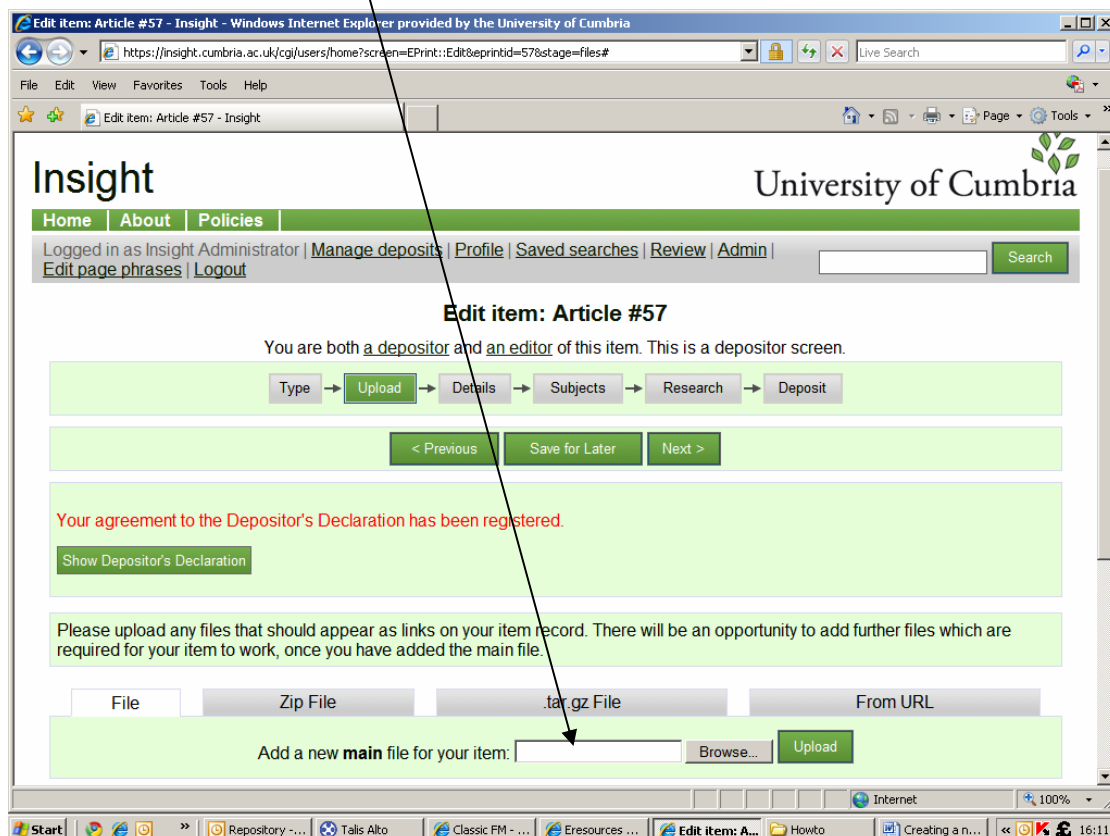 Edit item: Article #57 - Insight - Windows Internet Explorer provided by the University of Cumbria
https://insight.cumbria.ac.uk/cgi/users/home?screen=EPrint::Edit&eprintid=57&stage=files#
Live Search
File Edit View Favorites Tools Help
Edit item: Article #57 - Insight
Page Tools
Insight
University of Cumbria
Home About Policies
Logged in as Insight Administrator | Manage deposits | Profile | Saved searches | Review | Admin |
Edit page phrases | Logout
Search
Edit item: Article #57
You are both a depositor and an editor of this item. This is a depositor screen.
Type Upload Details Subjects Research Deposit
< Previous Save for Later Next >
Your agreement to the Depositor's Declaration has been registered.
Show Depositor's Declaration
Please upload any files that should appear as links on your item record. There will be an opportunity to add further files which are
required for your item to work, once you have added the main file.
File Zip File .tar.gz File From URL
Add a new main file for your item: Browse... Upload
Internet 100%
Start Repository -... Talis Alto Classic FM - ... Eresources ... Edit item: A... Howto Creating a n... 16:11